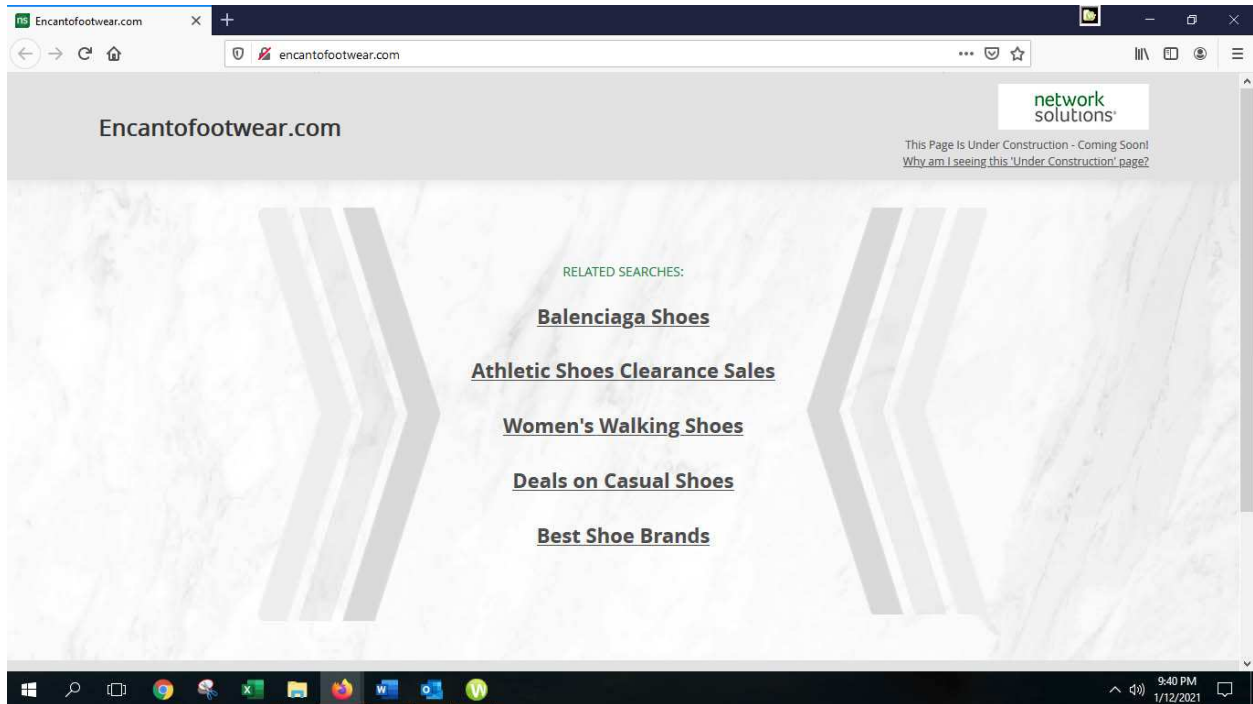 ns Encantofootwear.com
encantofootwear.com
Encantofootwear.com
network
solutions®
This Page Is Under Construction - Coming Soon!
Why am I seeing this 'Under Construction' page?
RELATED SEARCHES:
Balenciaga Shoes
Athletic Shoes Clearance Sales
Women's Walking Shoes
Deals on Casual Shoes
Best Shoe Brands
9:40 PM
1/12/2021